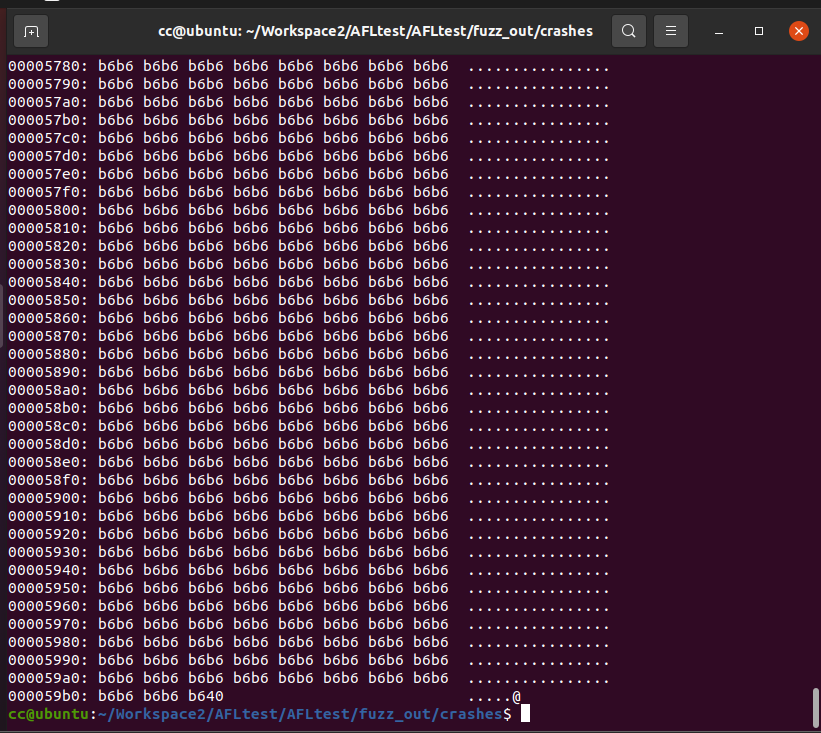 cc@ubuntu: ~/Workspace2/AFLtest/AFLtest/fuzz_out/crashes
00005780: b6b6 b6b6 b6b6 b6b6 b6b6 b6b6 b6b6 b6b6  ................
00005790: b6b6 b6b6 b6b6 b6b6 b6b6 b6b6 b6b6 b6b6  ................
000057a0: b6b6 b6b6 b6b6 b6b6 b6b6 b6b6 b6b6 b6b6  ................
000057b0: b6b6 b6b6 b6b6 b6b6 b6b6 b6b6 b6b6 b6b6  ................
000057c0: b6b6 b6b6 b6b6 b6b6 b6b6 b6b6 b6b6 b6b6  ................
000057d0: b6b6 b6b6 b6b6 b6b6 b6b6 b6b6 b6b6 b6b6  ................
000057e0: b6b6 b6b6 b6b6 b6b6 b6b6 b6b6 b6b6 b6b6  ................
000057f0: b6b6 b6b6 b6b6 b6b6 b6b6 b6b6 b6b6 b6b6  ................
00005800: b6b6 b6b6 b6b6 b6b6 b6b6 b6b6 b6b6 b6b6  ................
00005810: b6b6 b6b6 b6b6 b6b6 b6b6 b6b6 b6b6 b6b6  ................
00005820: b6b6 b6b6 b6b6 b6b6 b6b6 b6b6 b6b6 b6b6  ................
00005830: b6b6 b6b6 b6b6 b6b6 b6b6 b6b6 b6b6 b6b6  ................
00005840: b6b6 b6b6 b6b6 b6b6 b6b6 b6b6 b6b6 b6b6  ................
00005850: b6b6 b6b6 b6b6 b6b6 b6b6 b6b6 b6b6 b6b6  ................
00005860: b6b6 b6b6 b6b6 b6b6 b6b6 b6b6 b6b6 b6b6  ................
00005870: b6b6 b6b6 b6b6 b6b6 b6b6 b6b6 b6b6 b6b6  ................
00005880: b6b6 b6b6 b6b6 b6b6 b6b6 b6b6 b6b6 b6b6  ................
00005890: b6b6 b6b6 b6b6 b6b6 b6b6 b6b6 b6b6 b6b6  ................
000058a0: b6b6 b6b6 b6b6 b6b6 b6b6 b6b6 b6b6 b6b6  ................
000058b0: b6b6 b6b6 b6b6 b6b6 b6b6 b6b6 b6b6 b6b6  ................
000058c0: b6b6 b6b6 b6b6 b6b6 b6b6 b6b6 b6b6 b6b6  ................
000058d0: b6b6 b6b6 b6b6 b6b6 b6b6 b6b6 b6b6 b6b6  ................
000058e0: b6b6 b6b6 b6b6 b6b6 b6b6 b6b6 b6b6 b6b6  ................
000058f0: b6b6 b6b6 b6b6 b6b6 b6b6 b6b6 b6b6 b6b6  ................
00005900: b6b6 b6b6 b6b6 b6b6 b6b6 b6b6 b6b6 b6b6  ................
00005910: b6b6 b6b6 b6b6 b6b6 b6b6 b6b6 b6b6 b6b6  ................
00005920: b6b6 b6b6 b6b6 b6b6 b6b6 b6b6 b6b6 b6b6  ................
00005930: b6b6 b6b6 b6b6 b6b6 b6b6 b6b6 b6b6 b6b6  ................
00005940: b6b6 b6b6 b6b6 b6b6 b6b6 b6b6 b6b6 b6b6  ................
00005950: b6b6 b6b6 b6b6 b6b6 b6b6 b6b6 b6b6 b6b6  ................
00005960: b6b6 b6b6 b6b6 b6b6 b6b6 b6b6 b6b6 b6b6  ................
00005970: b6b6 b6b6 b6b6 b6b6 b6b6 b6b6 b6b6 b6b6  ................
00005980: b6b6 b6b6 b6b6 b6b6 b6b6 b6b6 b6b6 b6b6  ................
00005990: b6b6 b6b6 b6b6 b6b6 b6b6 b6b6 b6b6 b6b6  ................
000059a0: b6b6 b6b6 b6b6 b6b6 b6b6 b6b6 b6b6 b6b6  ................
000059b0: b6b6 b6b6 b640                           .....@
cc@ubuntu:~/Workspace2/AFLtest/AFLtest/fuzz_out/crashes$